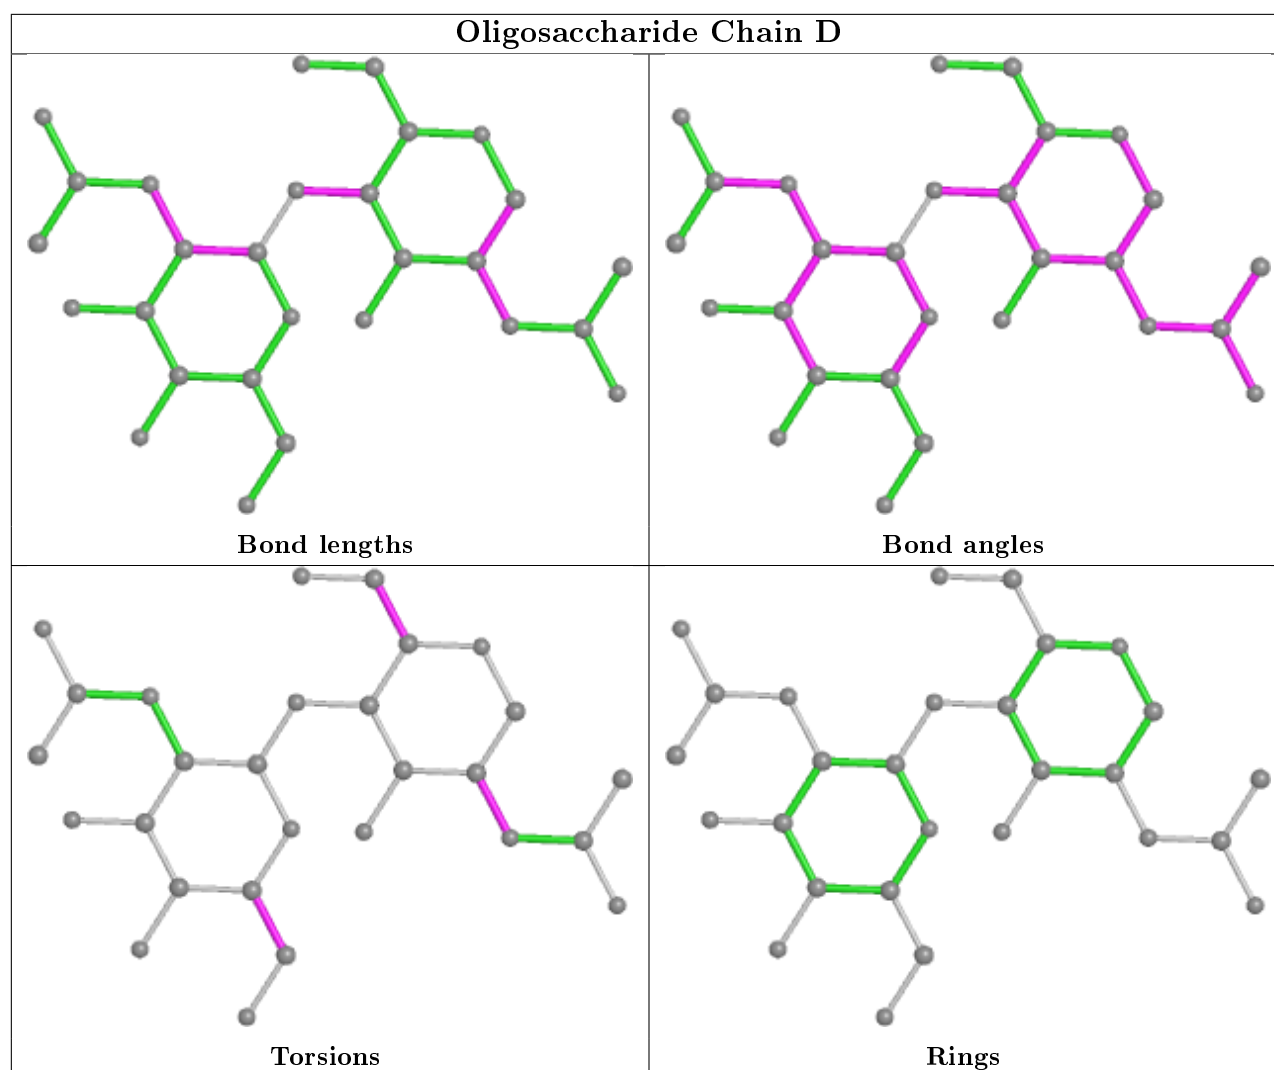 Oligosaccharide Chain D
Bond lengths
Bond angles
Torsions
Rings